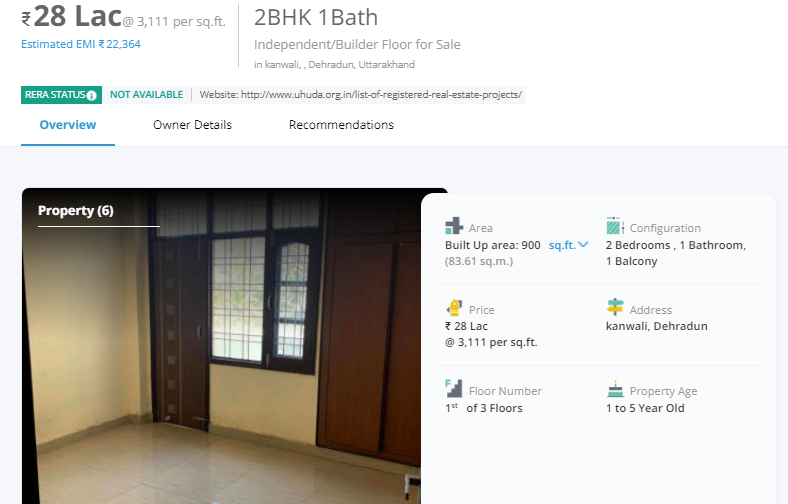 ₹28 Lac @ 3,111 per sq.ft.
Estimated EMI ₹ 22,364
2BHK 1Bath
Independent/Builder Floor for Sale
in kanwali, , Dehradun, Uttarakhand
RERA STATUS i NOT AVAILABLE Website: http://www.uhuda.org.in/list-of-registered-real-estate-projects/
Overview Owner Details Recommendations
Property (6)
Area
Built Up area: 900 sq.ft.
(83.61 sq.m.)
Configuration
2 Bedrooms , 1 Bathroom,
1 Balcony
Price
₹ 28 Lac
@ 3,111 per sq.ft.
Address
kanwali, Dehradun
Floor Number
1st of 3 Floors
Property Age
1 to 5 Year Old